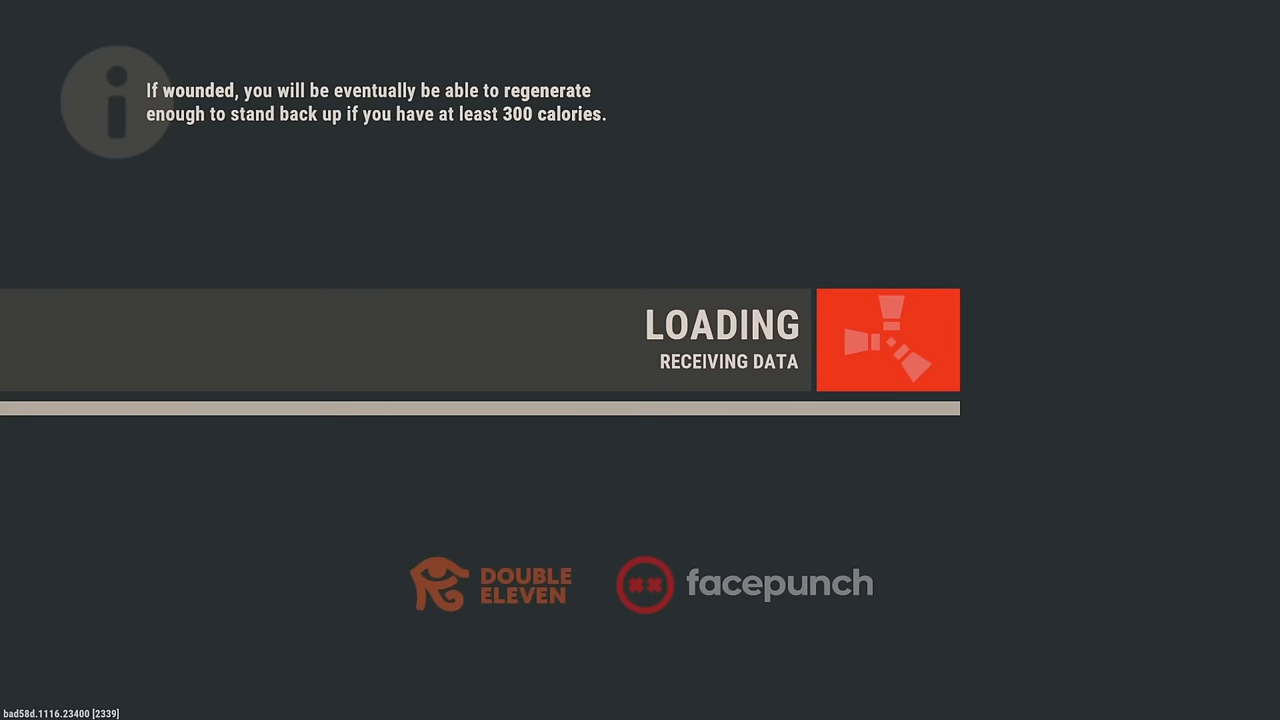 If wounded, you will be eventually be able to regenerate
enough to stand back up if you have at least 300 calories.
LOADING
RECEIVING DATA
DOUBLE
ELEVEN
facepunch
bad58d.1116.23400 [2339]